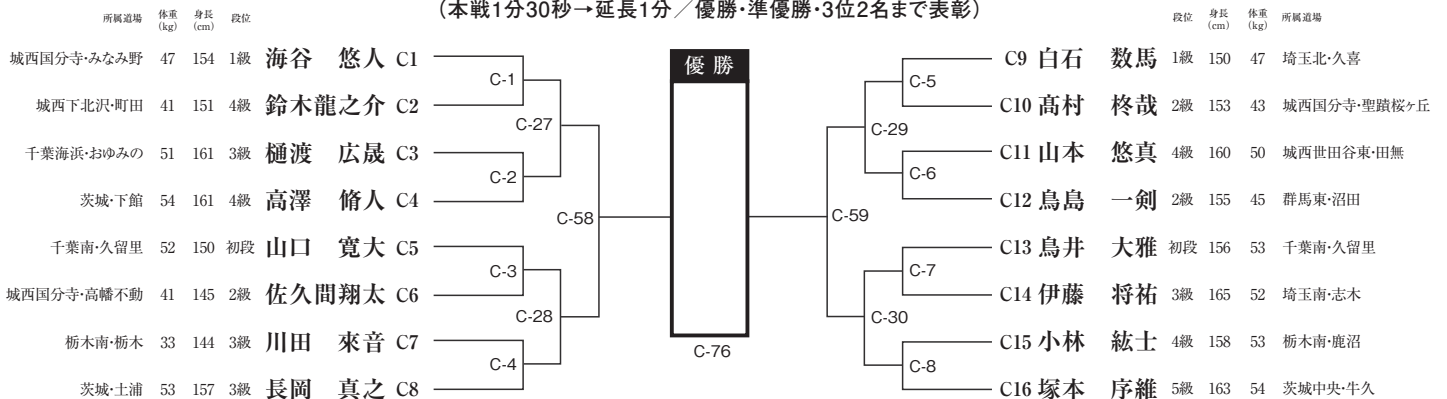 (本戦1分30秒→延長1分／優勝・準優勝・3位2名まで表彰)
所属道場 体重(kg) 身長(cm) 段位
城西国分寺・みなみ野 47 154 1級 海谷 悠人 C1
城西下北沢・町田 41 151 4級 鈴木龍之介 C2
千葉海浜・おゆみの 51 161 3級 樋渡 広晟 C3
茨城・下館 54 161 4級 高澤 脩人 C4
千葉南・久留里 52 150 初段 山口 寛大 C5
城西国分寺・高幡不動 41 145 2級 佐久間翔太 C6
栃木南・栃木 33 144 3級 川田 來音 C7
茨城・土浦 53 157 3級 長岡 真之 C8
C-1
C-2
C-3
C-4
C-27
C-28
C-58
優勝
C-76
C-59
C-29
C-30
C-5
C-6
C-7
C-8
段位 身長(cm) 体重(kg) 所属道場
C9 白石 数馬 1級 150 47 埼玉北・久喜
C10 髙村 柊哉 2級 153 43 城西国分寺・聖蹟桜ヶ丘
C11 山本 悠真 4級 160 50 城西世田谷東・田無
C12 鳥島 一剣 2級 155 45 群馬東・沼田
C13 鳥井 大雅 初段 156 53 千葉南・久留里
C14 伊藤 将祐 3級 165 52 埼玉南・志木
C15 小林 紘士 4級 158 53 栃木南・鹿沼
C16 塚本 序維 5級 163 54 茨城中央・牛久